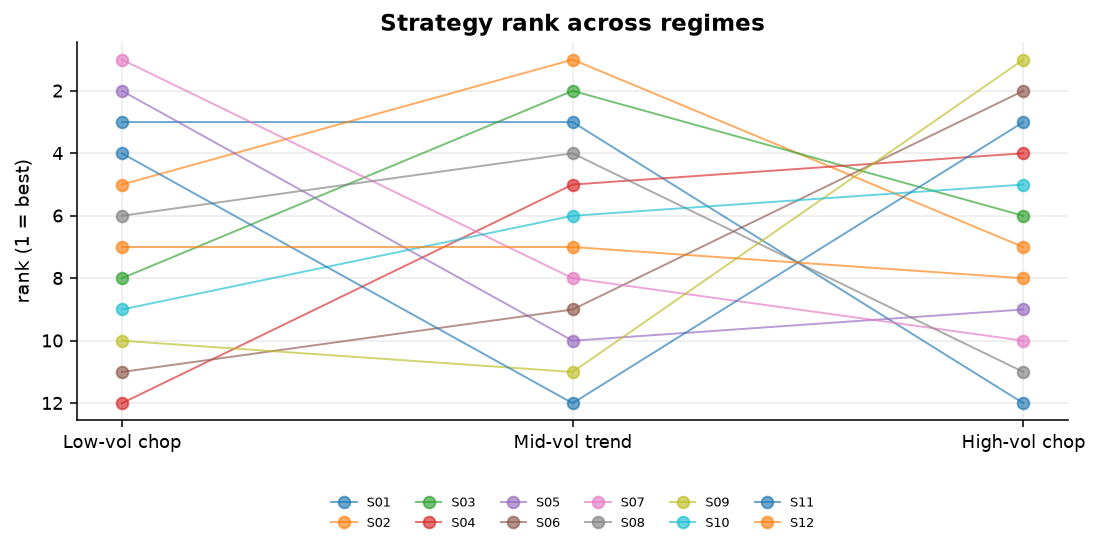 Strategy rank across regimes
rank (1 = best)
2
4
6
8
10
12
Low-vol chop Mid-vol trend High-vol chop
S01 S03 S05 S07 S09 S11
S02 S04 S06 S08 S10 S12